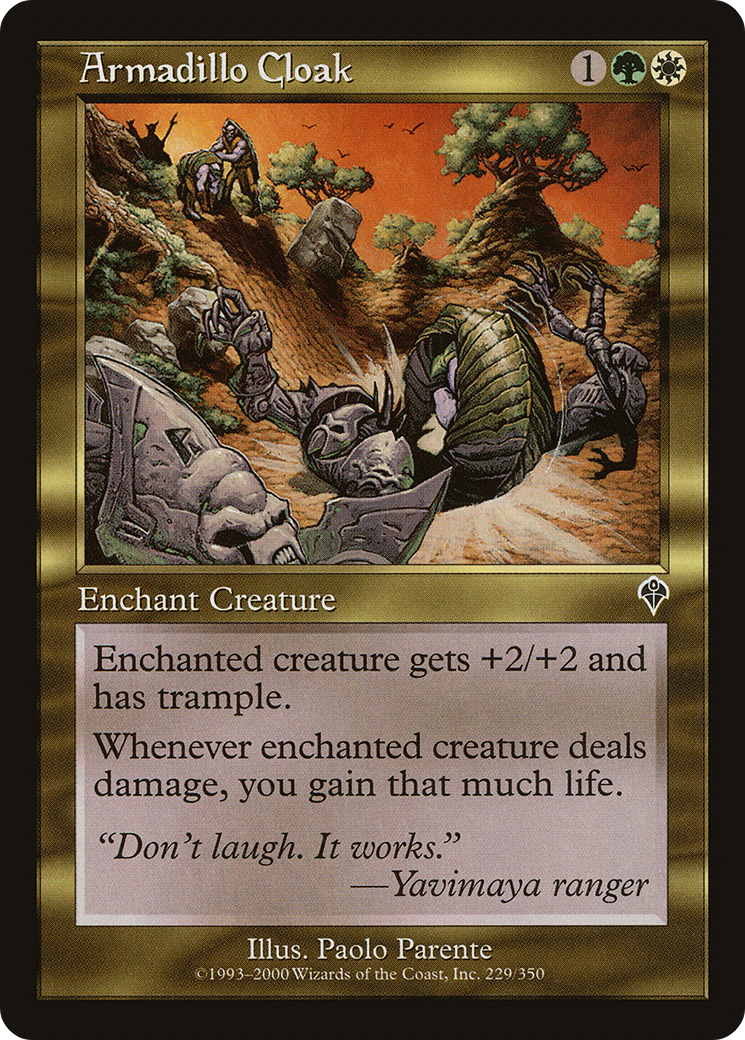 Armadillo Cloak 1
Enchant Creature
Enchanted creature gets +2/+2 and
has trample.
Whenever enchanted creature deals
damage, you gain that much life.
“Don’t laugh. It works.”
—Yavimaya ranger
Illus. Paolo Parente
©1993–2000 Wizards of the Coast, Inc. 229/350